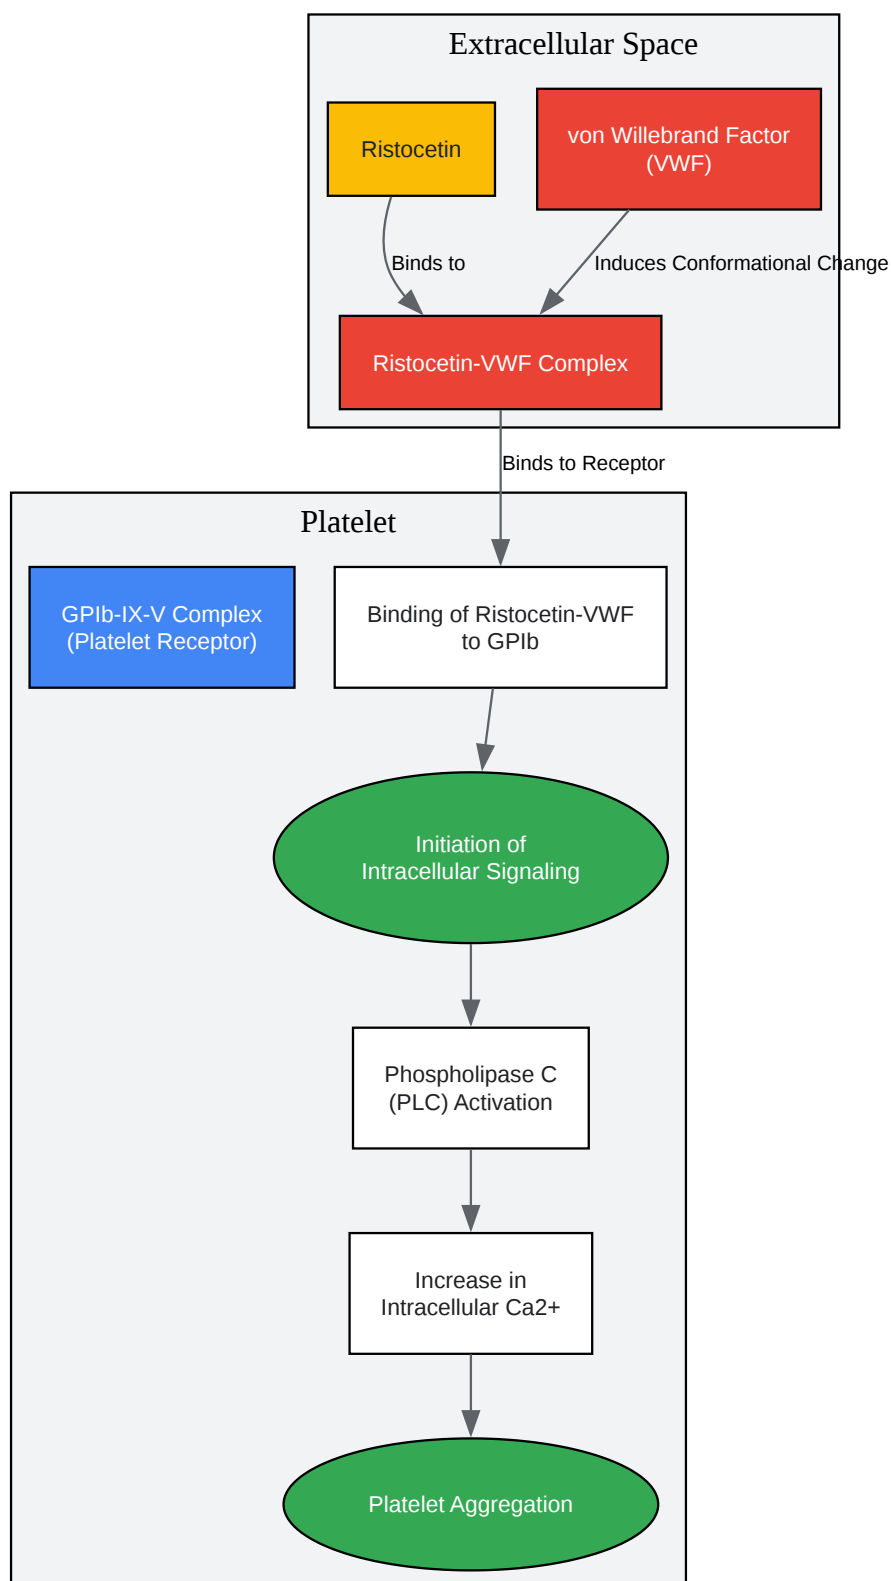 Extracellular Space
Ristocetin
von Willebrand Factor
(VWF)
Binds to
Induces Conformational Change
Ristocetin-VWF Complex
Binds to Receptor
Platelet
GPIb-IX-V Complex
(Platelet Receptor)
Binding of Ristocetin-VWF
to GPIb
Initiation of
Intracellular Signaling
Phospholipase C
(PLC) Activation
Increase in
Intracellular Ca2+
Platelet Aggregation